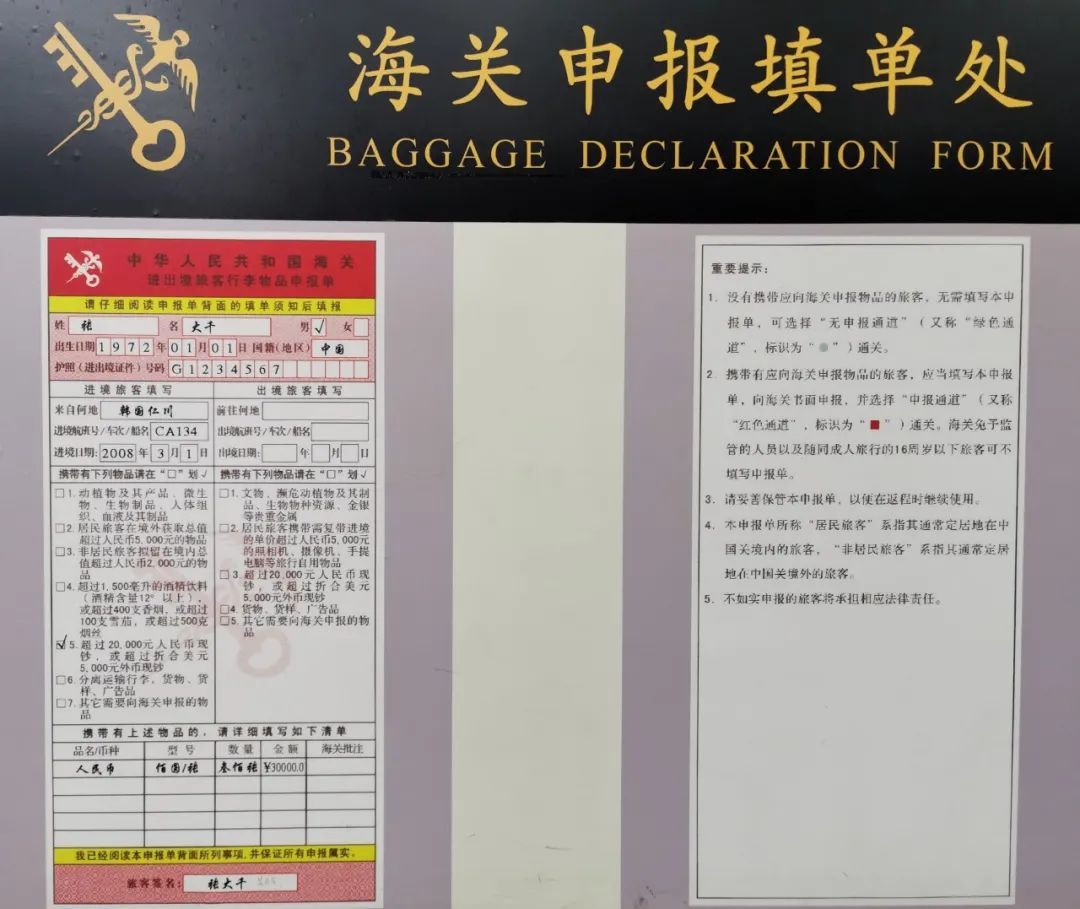 海关申报填单处
BAGGAGE DECLARATION FORM
中华人民共和国海关
进出境旅客行李物品申报单
请仔细阅读申报单背面的填单须知后填报
姓 张 名 大千 男 √ 女
出生日期 1972年01月01日 国籍(地区) 中国
护照(进出境证件)号码 G1234567
进境旅客填写
来自何地 韩国仁川
进境航班号/车次/船名 CA134
进境日期: 2008年3月1日
携带有下列物品请在“□”划√
□1.动植物及其产品、微生
物、生物制品、人体组
织、血液及其制品
□2.居民旅客在境外获取总值
超过人民币5,000元的物品
□3.非居民旅客拟留在境内总
值超过人民币2,000元的物
品
□4.超过1,500毫升的酒精饮料
(酒精含量12°以上),
或超过400支香烟,或超过
100支雪茄,或超过500克
烟丝
☑5.超过20,000元人民币现
钞,或超过折合美元
5,000元外币现钞
□6.分离运输行李,货物、货
样、广告品
□7.其它需要向海关申报的物
品
出境旅客填写
前往何地
出境航班号/车次/船名
出境日期: 年 月 日
携带有下列物品请在“□”划√
□1.文物、濒危动植物及其制
品、生物物种资源、金银
等贵重金属
□2.居民旅客携带需复带进境
的单价超过人民币5,000元
的照相机、摄像机、手提
电脑等旅行自用物品
□3.超过20,000元人民币现
钞,或超过折合美元
5,000元外币现钞
□4.货物、货样、广告品
□5.其它需要向海关申报的物
品
携带有上述物品的,请详细填写如下清单
品名/币种 型号 数量 金额 海关批注
人民币 佰圆/张 叁佰张 ¥30000.0
我已经阅读本申报单背面所列事项,并保证所有申报属实。
旅客签名: 张大千
重要提示:
1. 没有携带应向海关申报物品的旅客,无需填写本申
报单,可选择“无申报通道”(又称“绿色通
道”,标识为“●”)通关。
2. 携带有应向海关申报物品的旅客,应当填写本申报
单,向海关书面申报,并选择“申报通道”(又称
“红色通道”,标识为“■”)通关。海关免予监
管的人员以及随同成人旅行的16周岁以下旅客可不
填写申报单。
3. 请妥善保管本申报单,以便在返程时继续使用。
4. 本申报单所称“居民旅客”系指其通常定居地在中
国关境内的旅客,“非居民旅客”系指其通常定居
地在中国关境外的旅客。
5. 不如实申报的旅客将承担相应法律责任。